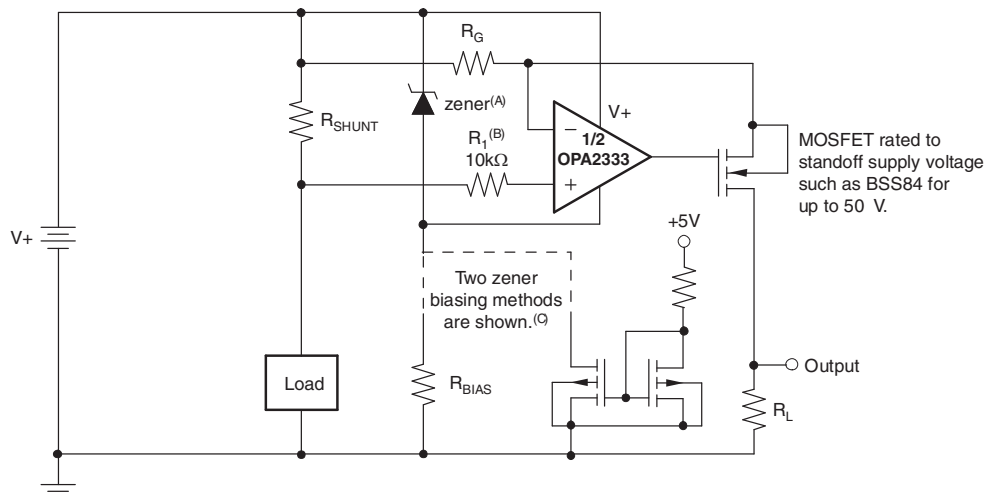 R_G
zener(A)
V+
R_SHUNT
R_1(B)
10kΩ
−
1/2
OPA2333
+
MOSFET rated to
standoff supply voltage
such as BSS84 for
up to 50 V.
V+
+5V
Two zener
biasing methods
are shown.(C)
Output
Load
R_BIAS
R_L